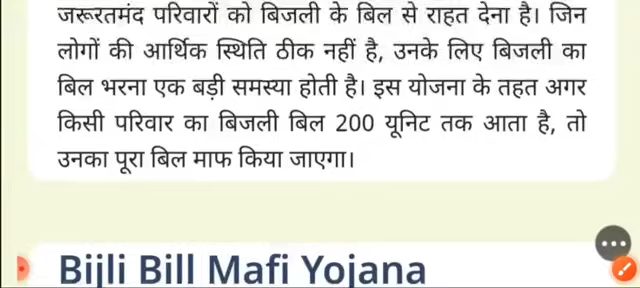 जरूरतमंद परिवारों को बिजली के बिल से राहत देना है। जिन
लोगों की आर्थिक स्थिति ठीक नहीं है, उनके लिए बिजली का
बिल भरना एक बड़ी समस्या होती है। इस योजना के तहत अगर
किसी परिवार का बिजली बिल 200 यूनिट तक आता है, तो
उनका पूरा बिल माफ किया जाएगा।
Bijli Bill Mafi Yojana